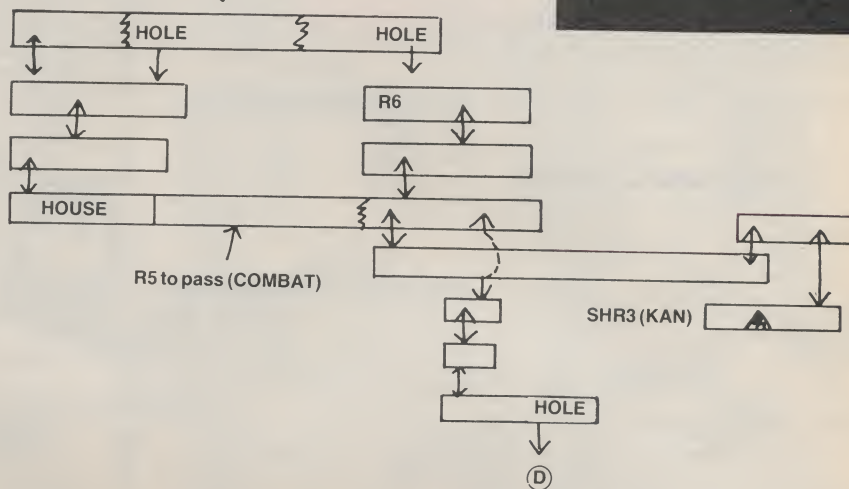 HOLE HOLE
R6
HOUSE
R5 to pass (COMBAT)
SHR3 (KAN)
HOLE
D